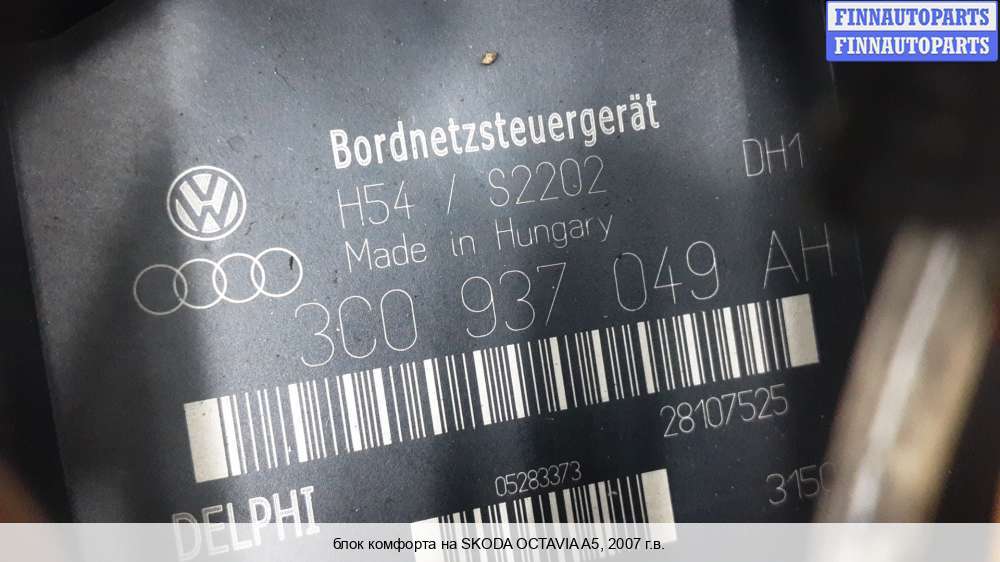 FINNAUTOPARTS
FINNAUTOPARTS
Bordnetzsteuergerät
H54 / S2202
DH1
Made in Hungary
3C0 937 049 AH
28107525
05283373
DELPHI
блок комфорта на SKODA OCTAVIA A5, 2007 г.в.